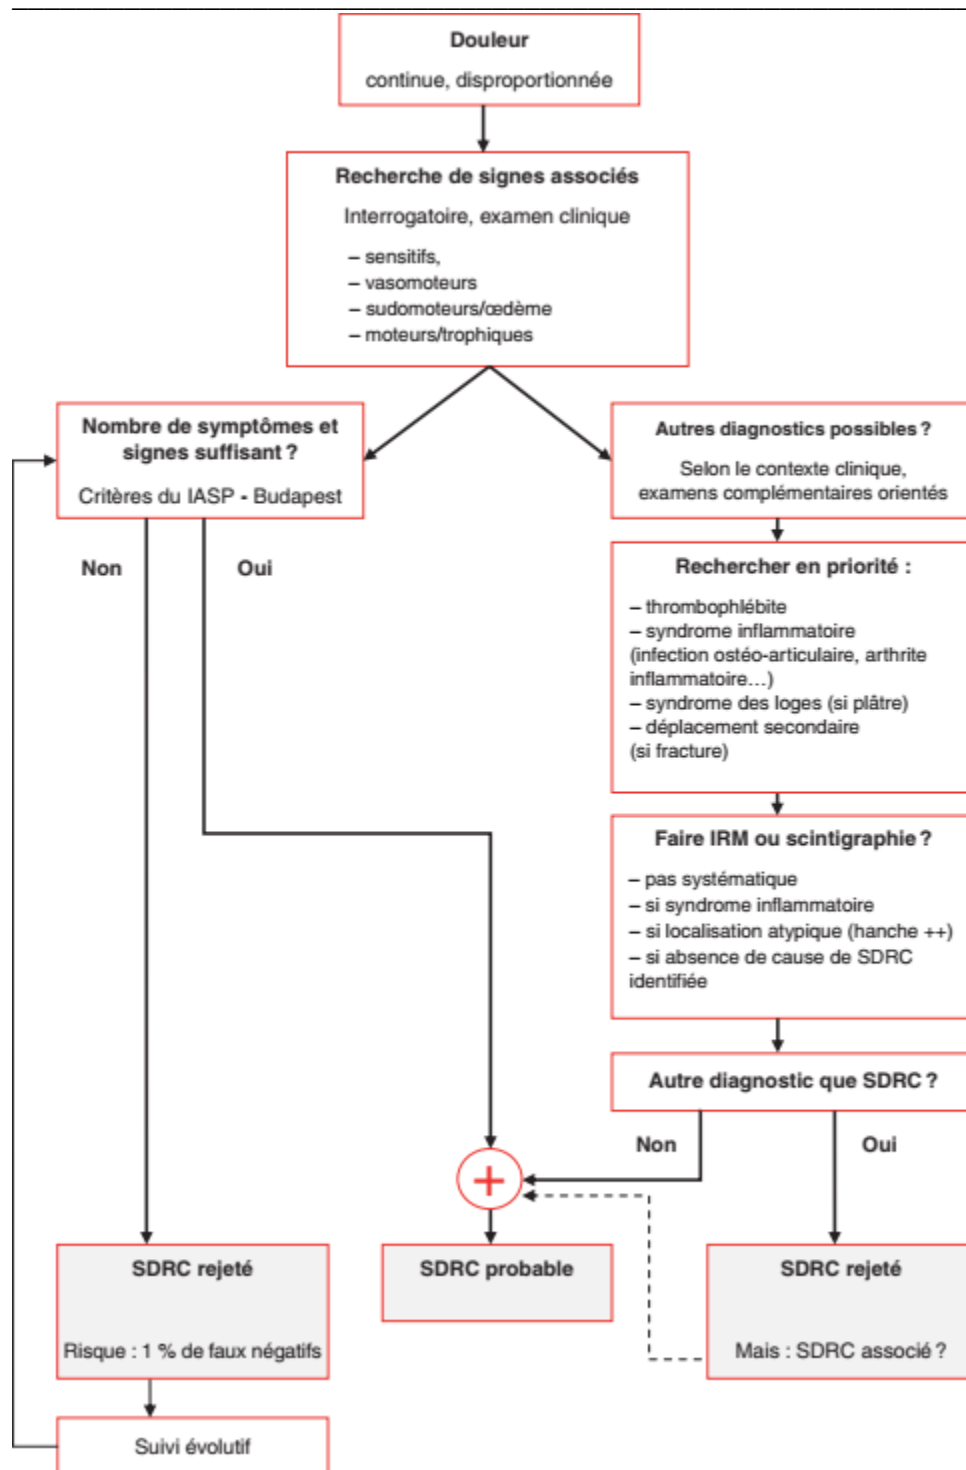 Douleur
continue, disproportionnée
Recherche de signes associés
Interrogatoire, examen clinique
– sensitifs,
– vasomoteurs
– sudomoteurs/œdème
– moteurs/trophiques
Nombre de symptômes et
signes suffisant ?
Critères du IASP - Budapest
Non
Oui
Autres diagnostics possibles ?
Selon le contexte clinique,
examens complémentaires orientés
Rechercher en priorité :
– thrombophlébite
– syndrome inflammatoire
(infection ostéo-articulaire, arthrite
inflammatoire…)
– syndrome des loges (si plâtre)
– déplacement secondaire
(si fracture)
Faire IRM ou scintigraphie ?
– pas systématique
– si syndrome inflammatoire
– si localisation atypique (hanche ++)
– si absence de cause de SDRC
identifiée
Autre diagnostic que SDRC ?
Non
Oui
+
SDRC rejeté
Risque : 1 % de faux négatifs
SDRC probable
SDRC rejeté
Mais : SDRC associé ?
Suivi évolutif